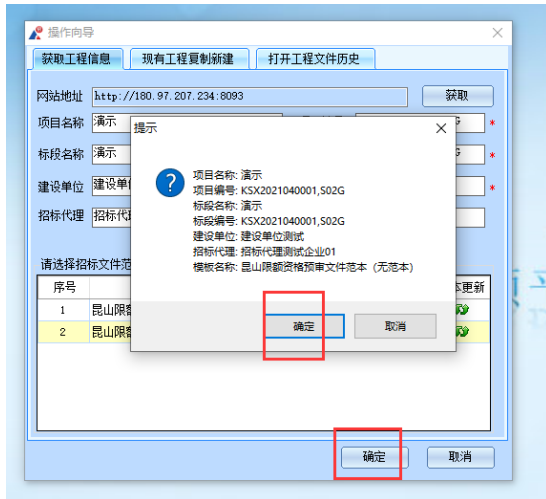 操作向导
获取工程信息 现有工程复制新建 打开工程文件历史
网站地址 http://180.97.207.234:8093 获取
项目名称 演示 *
提示
标段名称 演示 *
建设单位 建设单 *
招标代理 招标代
项目名称: 演示
项目编号: KSX2021040001,S02G
标段名称: 演示
标段编号: KSX2021040001,S02G
建设单位: 建设单位测试
招标代理: 招标代理测试企业01
模板名称: 昆山限额资格预审文件范本（无范本）
确定 取消
请选择招标文件范
序号 本更新
1 昆山限
2 昆山限
确定 取消